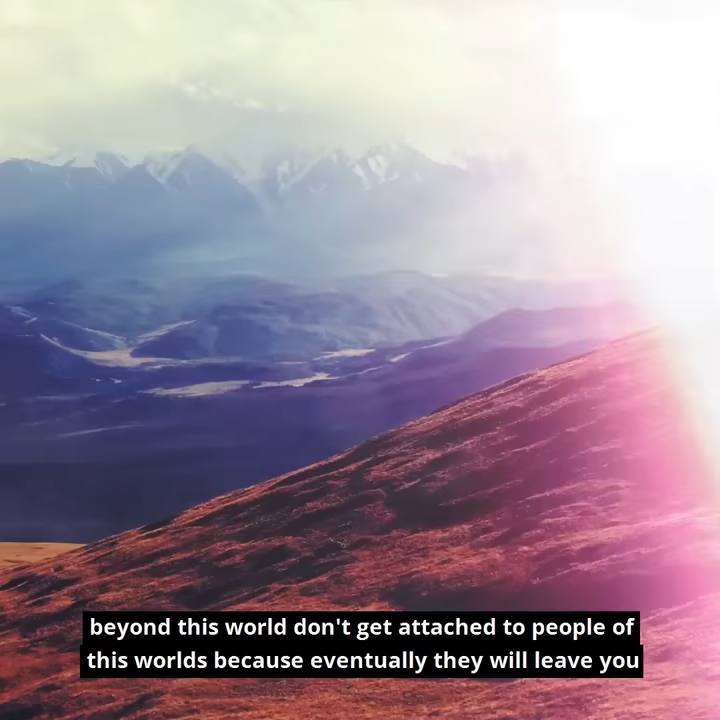 beyond this world don't get attached to people of
this worlds because eventually they will leave you